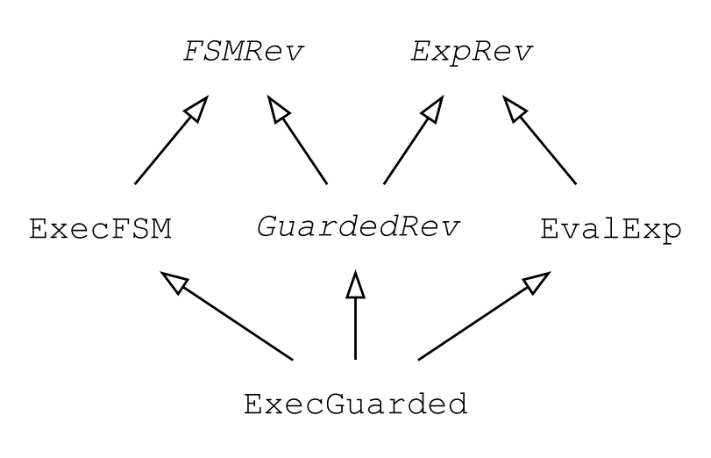 FSMRev ExpRev
ExecFSM GuardedRev EvalExp
ExecGuarded